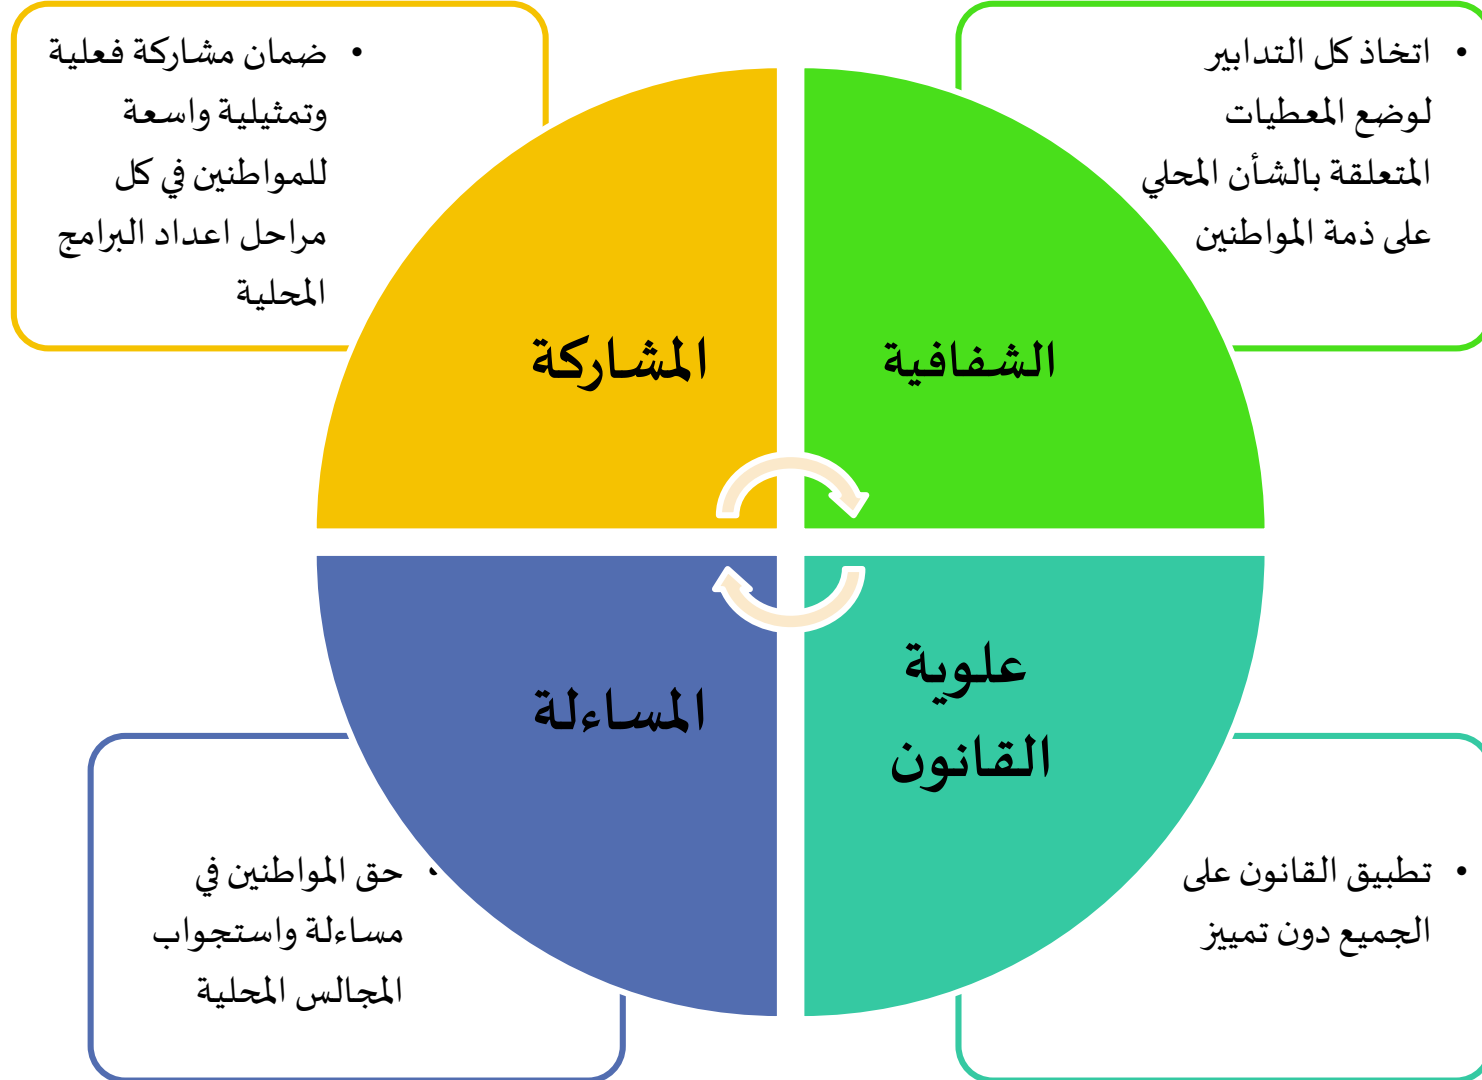 • اتخاذ كل التدابير
لوضع المعطيات
المتعلقة بالشأن المحلي
على ذمة المواطنين
• ضمان مشاركة فعلية
وتمثيلية واسعة
للمواطنين في كل
مراحل اعداد البرامج
المحلية
الشفافية
المشاركة
علوية
القانون
المساءلة
• تطبيق القانون على
الجميع دون تمييز
• حق المواطنين في
مساءلة واستجواب
المجالس المحلية